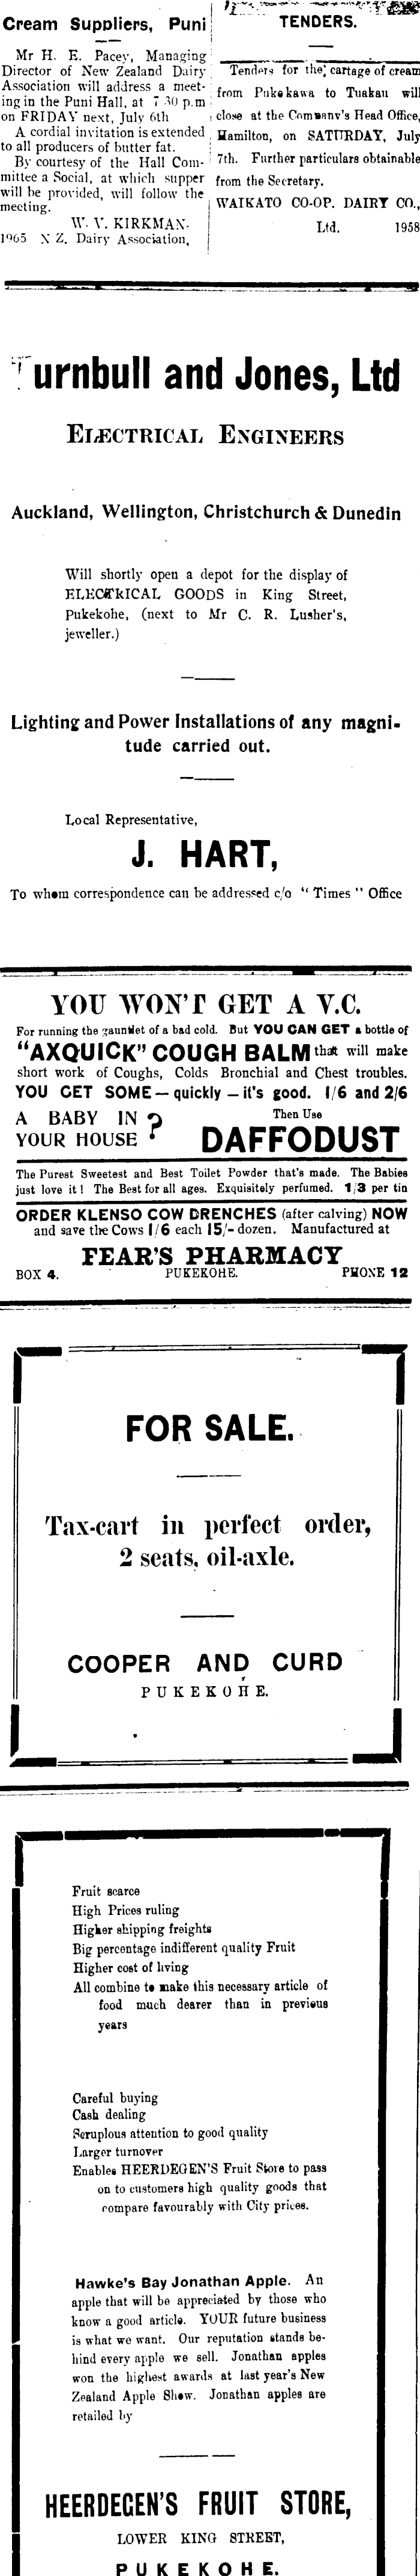 Cream Suppliers, Puni
Mr H. E. Pacey, Managing
Director of New Zealand Dairy
Association will address a meet-
ing in the Puni Hall, at 7 30 p.m
on FRIDAY next, July 6th
A cordial invitation is extended
to all producers of butter fat.
By courtesy of the Hall Com-
mittee a Social, at which supper
will be provided, will follow the
meeting.
W. V. KIRKMAN.
1965 N Z. Dairy Association,
TENDERS.
Tenders for the cartage of cream
from Pukekawa to Tuakau will
close at the Company's Head Office,
Hamilton, on SATURDAY, July
7th. Further particulars obtainable
from the Secretary.
WAIKATO CO-OP. DAIRY CO.,
Ltd. 1958
Turnbull and Jones, Ltd
ELECTRICAL ENGINEERS
Auckland, Wellington, Christchurch & Dunedin
Will shortly open a depot for the display of
ELECTRICAL GOODS in King Street,
Pukekohe, (next to Mr C. R. Lusher's,
jeweller.)
Lighting and Power Installations of any magni-
tude carried out.
Local Representative,
J. HART,
To whom correspondence can be addressed c/o "Times" Office
YOU WON'T GET A V.C.
For running the gauntlet of a bad cold. But YOU CAN GET a bottle of
"AXQUICK" COUGH BALM that will make
short work of Coughs, Colds Bronchial and Chest troubles.
YOU GET SOME — quickly — it's good. 1/6 and 2/6
A BABY IN
YOUR HOUSE ?
Then Use
DAFFODUST
The Purest Sweetest and Best Toilet Powder that's made. The Babies
just love it! The Best for all ages. Exquisitely perfumed. 1/3 per tin
ORDER KLENSO COW DRENCHES (after calving) NOW
and save the Cows 1/6 each 15/- dozen. Manufactured at
FEAR'S PHARMACY
BOX 4. PUKEKOHE. PHONE 12
FOR SALE.
Tax-cart in perfect order,
2 seats, oil-axle.
COOPER AND CURD
PUKEKOHE.
Fruit scarce
High Prices ruling
Higher shipping freights
Big percentage indifferent quality Fruit
Higher cost of living
All combine to make this necessary article of
food much dearer than in previous
years
Careful buying
Cash dealing
Scruplous attention to good quality
Larger turnover
Enables HEERDEGEN'S Fruit Store to pass
on to customers high quality goods that
compare favourably with City prices.
Hawke's Bay Jonathan Apple. An
apple that will be appreciated by those who
know a good article. YOUR future business
is what we want. Our reputation stands be-
hind every apple we sell. Jonathan apples
won the highest awards at last year's New
Zealand Apple Show. Jonathan apples are
retailed by
HEERDEGEN'S FRUIT STORE,
LOWER KING STREET,
PUKEKOHE.